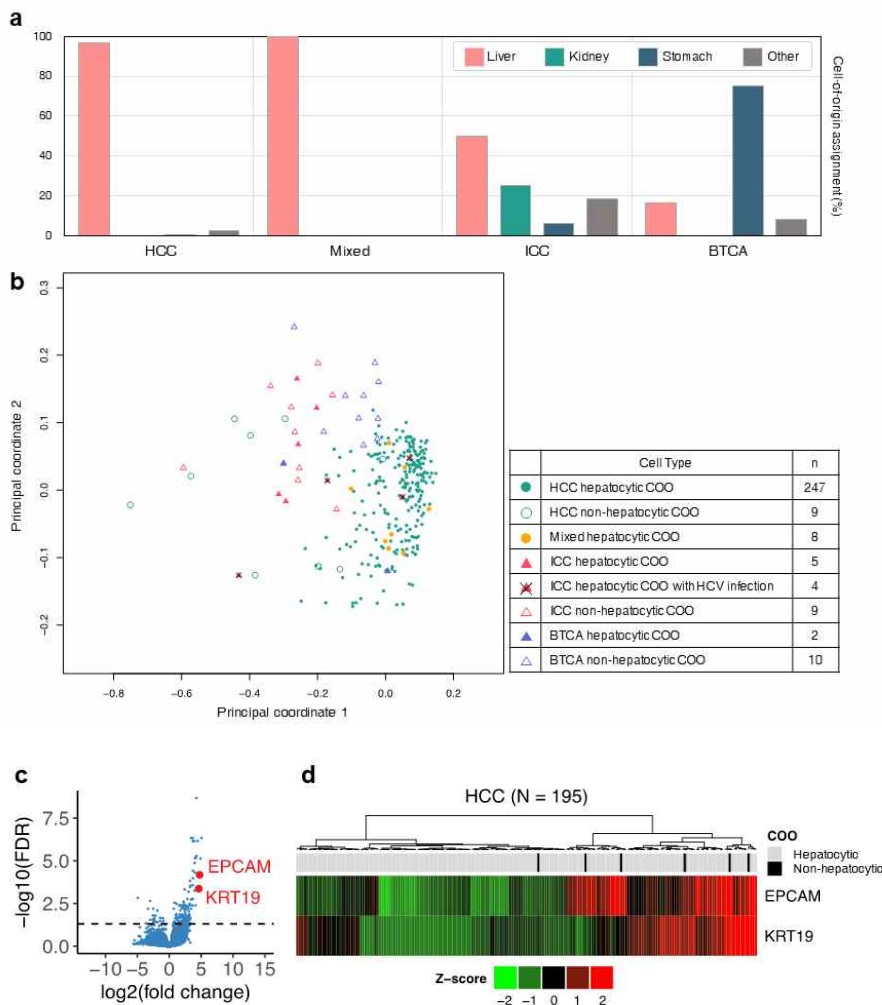 a
100
80
60
40
20
0
Liver Kidney Stomach Other
Cell-of-origin assignment (%)
HCC Mixed ICC BTCA
b
0.3
0.2
0.1
0.0
−0.1
−0.2
Principal coordinate 2
−0.8 −0.6 −0.4 −0.2 0.0 0.2
Principal coordinate 1
Cell Type n
HCC hepatocytic COO 247
HCC non-hepatocytic COO 9
Mixed hepatocytic COO 8
ICC hepatocytic COO 5
ICC hepatocytic COO with HCV infection 4
ICC non-hepatocytic COO 9
BTCA hepatocytic COO 2
BTCA non-hepatocytic COO 10
c
7.5
5.0
2.5
0.0
−log10(FDR)
EPCAM
KRT19
−10 −5 0 5 10 15
log2(fold change)
d
HCC (N = 195)
COO
Hepatocytic
Non-hepatocytic
EPCAM
KRT19
Z−score
−2 −1 0 1 2